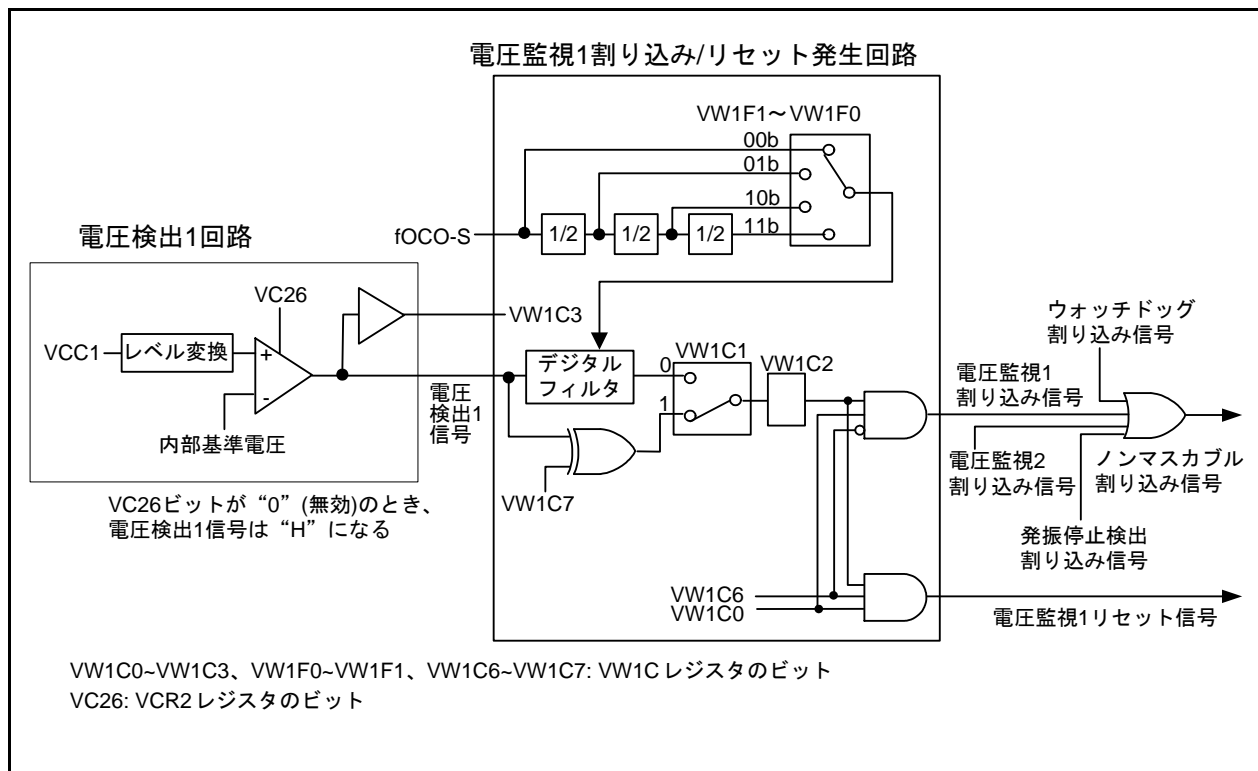 電圧監視1割り込み/リセット発生回路
VW1F1～VW1F0
00b
01b
10b
11b
fOCO-S
1/2
1/2
1/2
電圧検出1回路
VC26
VCC1
レベル変換
+
-
内部基準電圧
VW1C3
電圧
検出1
信号
デジタル
フィルタ
0
1
VW1C1
VW1C2
VW1C7
VW1C6
VW1C0
ウォッチドッグ
割り込み信号
電圧監視1
割り込み信号
電圧監視2
割り込み信号
ノンマスカブル
割り込み信号
発振停止検出
割り込み信号
電圧監視1リセット信号
VC26ビットが“0”(無効)のとき、
電圧検出1信号は“H”になる
VW1C0~VW1C3、VW1F0~VW1F1、VW1C6~VW1C7: VW1Cレジスタのビット
VC26: VCR2レジスタのビット